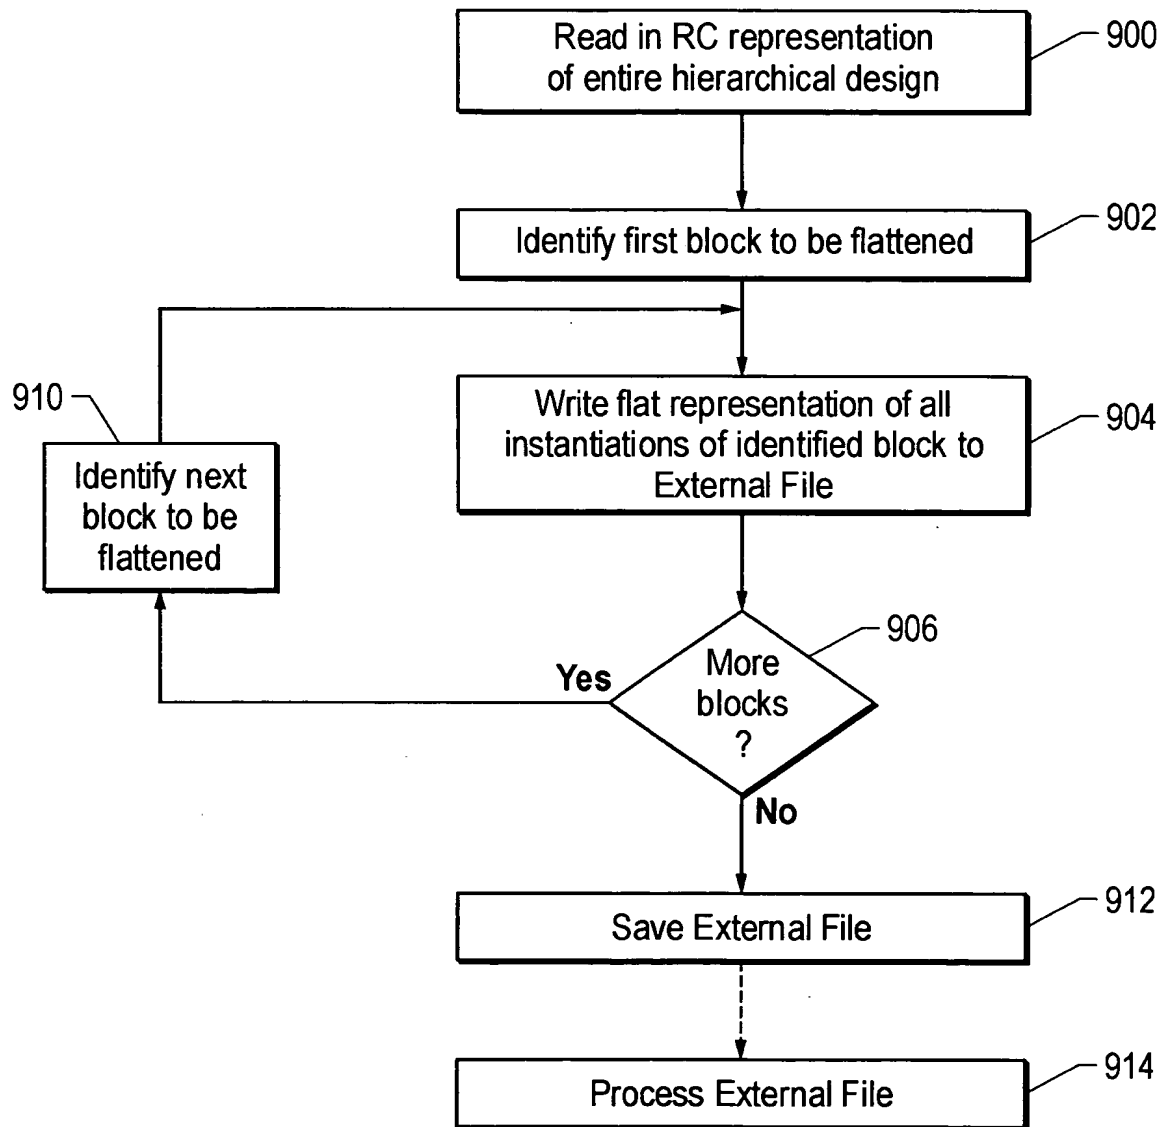 Read in RC representation
of entire hierarchical design
900
Identify first block to be flattened
902
910
Identify next
block to be
flattened
Write flat representation of all
instantiations of identified block to
External File
904
906
More
blocks
?
Yes
No
Save External File
912
Process External File
914